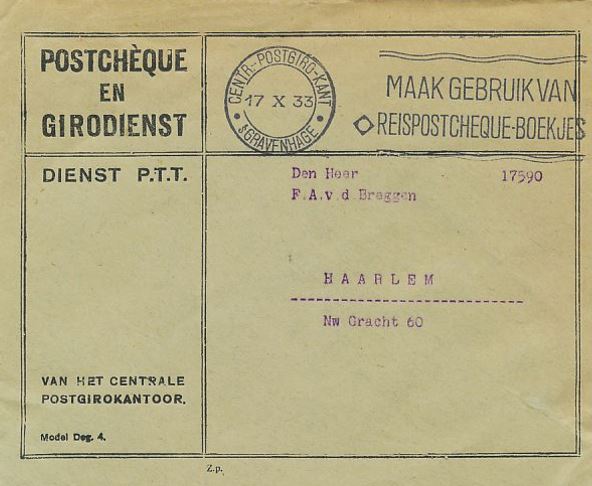 POSTCHÈQUE
EN
GIRODIENST
CENTR.-POSTGIRO-KANT
17 X 33
'sGRAVENHAGE
MAAK GEBRUIK VAN
REISPOSTCHEQUE-BOEKJES
DIENST P.T.T.
Den Heer 17590
F.A.v.d Breggen
HAARLEM
Nw Gracht 60
VAN HET CENTRALE
POSTGIROKANTOOR.
Model Deg. 4.
Z.p.